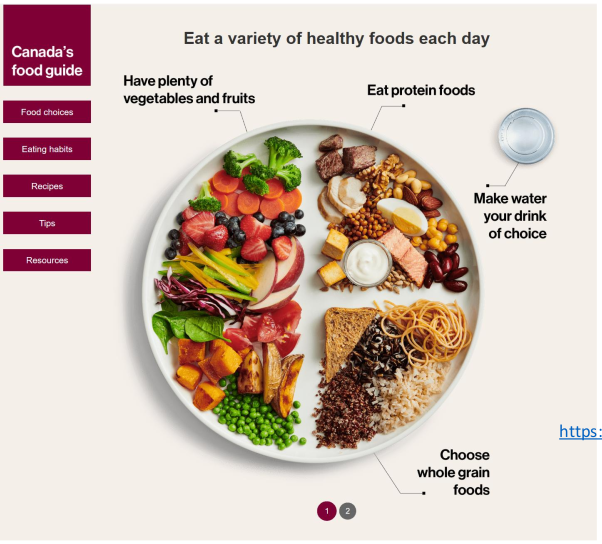 Canada's
food guide
Food choices
Eating habits
Recipes
Tips
Resources
Eat a variety of healthy foods each day
Have plenty of
vegetables and fruits
Eat protein foods
Make water
your drink
of choice
Choose
whole grain
foods
https:
1 2